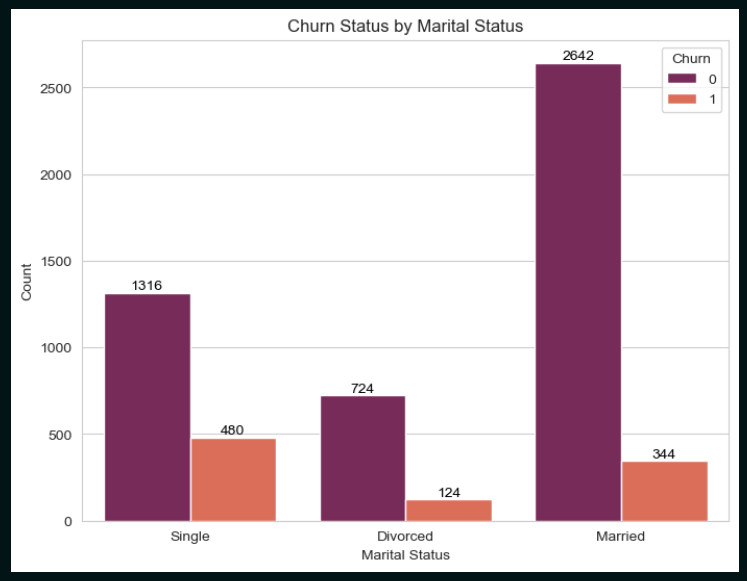 Churn Status by Marital Status
Churn
0
1
2500
2000
1500
1000
500
0
Count
1316
480
724
124
2642
344
Single
Divorced
Married
Marital Status